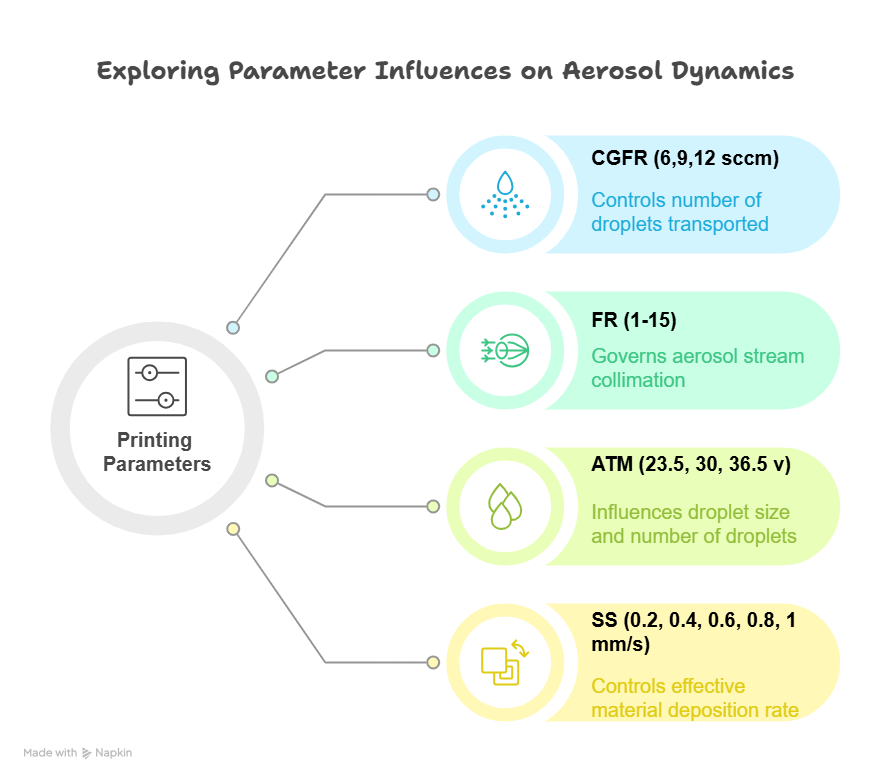 Exploring Parameter Influences on Aerosol Dynamics
CGFR (6,9,12 sccm)
Controls number of
droplets transported
FR (1-15)
Governs aerosol stream
collimation
Printing
Parameters
ATM (23.5, 30, 36.5 v)
Influences droplet size
and number of droplets
SS (0.2, 0.4, 0.6, 0.8, 1
mm/s)
Controls effective
material deposition rate
Made with Napkin